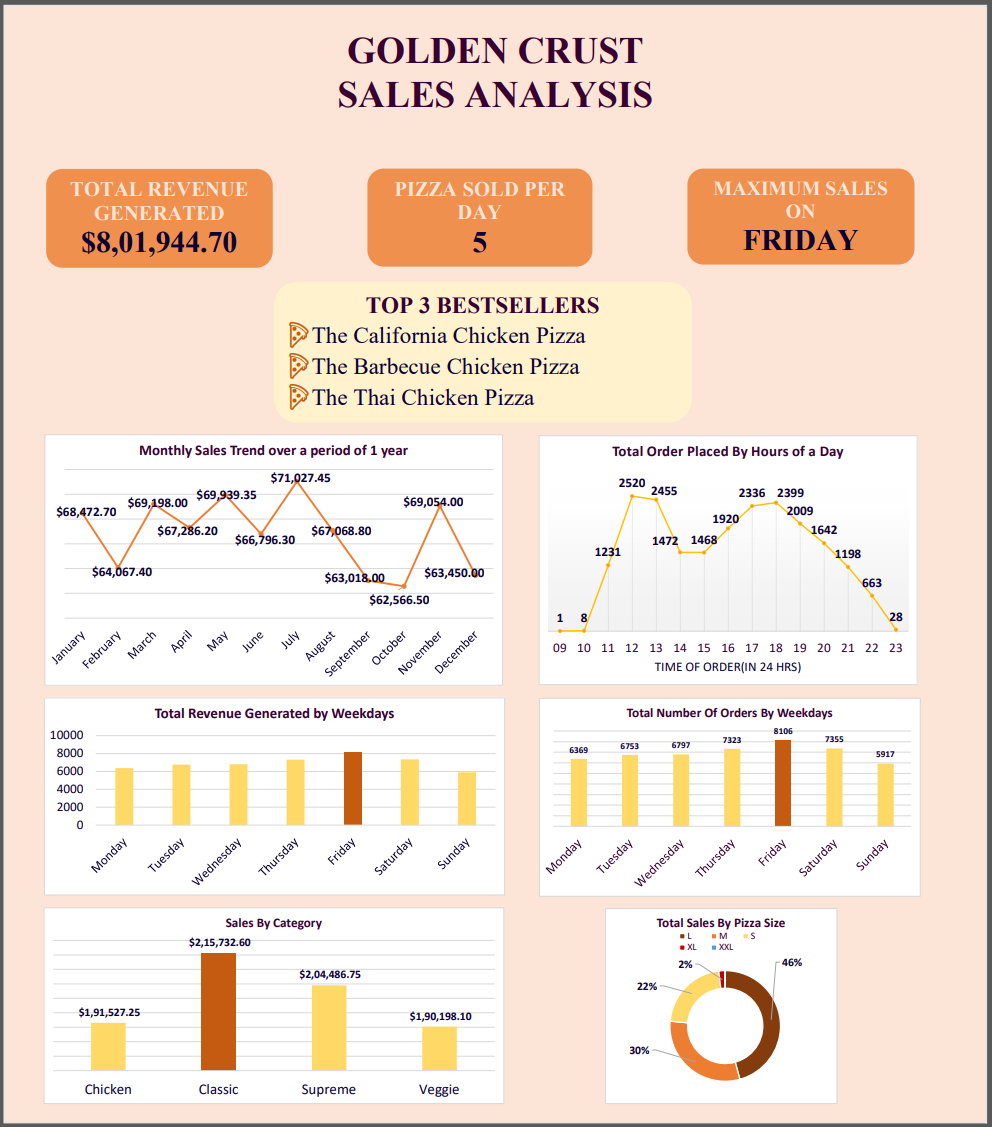 GOLDEN CRUST
SALES ANALYSIS
TOTAL REVENUE
GENERATED
$8,01,944.70
PIZZA SOLD PER
DAY
5
MAXIMUM SALES
ON
FRIDAY
TOP 3 BESTSELLERS
The California Chicken Pizza
The Barbecue Chicken Pizza
The Thai Chicken Pizza
Monthly Sales Trend over a period of 1 year
$68,472.70
$64,067.40
$69,198.00
$67,286.20
$69,939.35
$66,796.30
$71,027.45
$67,068.80
$63,018.00
$62,566.50
$69,054.00
$63,450.00
January
February
March
April
May
June
July
August
September
October
November
December
Total Order Placed By Hours of a Day
1
8
1231
2520
2455
1472
1468
1920
2336
2399
2009
1642
1198
663
28
09 10 11 12 13 14 15 16 17 18 19 20 21 22 23
TIME OF ORDER(IN 24 HRS)
Total Revenue Generated by Weekdays
10000
8000
6000
4000
2000
0
Monday
Tuesday
Wednesday
Thursday
Friday
Saturday
Sunday
Total Number Of Orders By Weekdays
6369
6753
6797
7323
8106
7355
5917
Monday
Tuesday
Wednesday
Thursday
Friday
Saturday
Sunday
Sales By Category
$1,91,527.25
$2,15,732.60
$2,04,486.75
$1,90,198.10
Chicken
Classic
Supreme
Veggie
Total Sales By Pizza Size
L M S
XL XXL
2%
46%
22%
30%